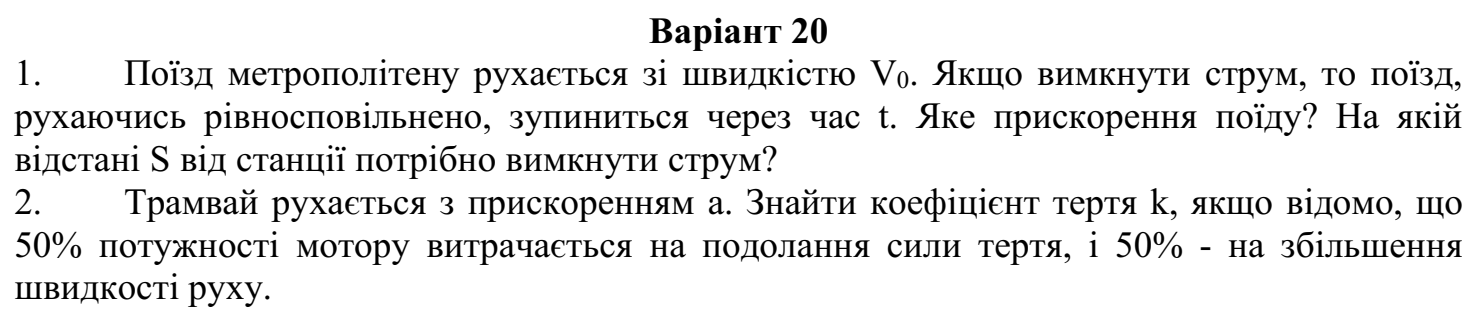 Варіант 20
1. Поїзд метрополітену рухається зі швидкістю V₀. Якщо вимкнути струм, то поїзд,
рухаючись рівносповільнено, зупиниться через час t. Яке прискорення поїзду? На якій
відстані S від станції потрібно вимкнути струм?
2. Трамвай рухається з прискоренням a. Знайти коефіцієнт тертя k, якщо відомо, що
50% потужності мотору витрачається на подолання сили тертя, і 50% - на збільшення
швидкості руху.